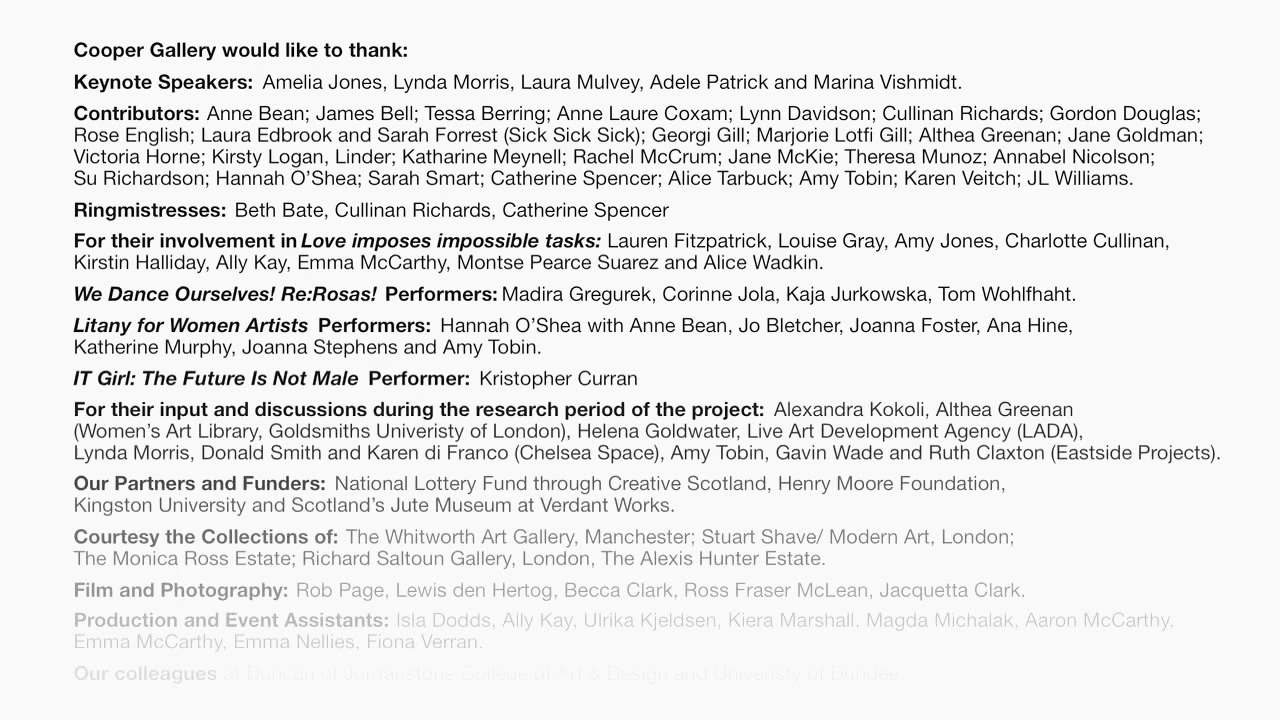 Cooper Gallery would like to thank:
Keynote Speakers: Amelia Jones, Lynda Morris, Laura Mulvey, Adele Patrick and Marina Vishmidt.
Contributors: Anne Bean; James Bell; Tessa Berring; Anne Laure Coxam; Lynn Davidson; Cullinan Richards; Gordon Douglas;
Rose English; Laura Edbrook and Sarah Forrest (Sick Sick Sick); Georgi Gill; Marjorie Lotfi Gill; Althea Greenan; Jane Goldman;
Victoria Horne; Kirsty Logan, Linder; Katharine Meynell; Rachel McCrum; Jane McKie; Theresa Munoz; Annabel Nicolson;
Su Richardson; Hannah O’Shea; Sarah Smart; Catherine Spencer; Alice Tarbuck; Amy Tobin; Karen Veitch; JL Williams.
Ringmistresses: Beth Bate, Cullinan Richards, Catherine Spencer
For their involvement in Love imposes impossible tasks: Lauren Fitzpatrick, Louise Gray, Amy Jones, Charlotte Cullinan,
Kirstin Halliday, Ally Kay, Emma McCarthy, Montse Pearce Suarez and Alice Wadkin.
We Dance Ourselves! Re:Rosas! Performers: Madira Gregurek, Corinne Jola, Kaja Jurkowska, Tom Wohlfhaht.
Litany for Women Artists Performers: Hannah O’Shea with Anne Bean, Jo Bletcher, Joanna Foster, Ana Hine,
Katherine Murphy, Joanna Stephens and Amy Tobin.
IT Girl: The Future Is Not Male Performer: Kristopher Curran
For their input and discussions during the research period of the project: Alexandra Kokoli, Althea Greenan
(Women’s Art Library, Goldsmiths Univeristy of London), Helena Goldwater, Live Art Development Agency (LADA),
Lynda Morris, Donald Smith and Karen di Franco (Chelsea Space), Amy Tobin, Gavin Wade and Ruth Claxton (Eastside Projects).
Our Partners and Funders: National Lottery Fund through Creative Scotland, Henry Moore Foundation,
Kingston University and Scotland’s Jute Museum at Verdant Works.
Courtesy the Collections of: The Whitworth Art Gallery, Manchester; Stuart Shave/ Modern Art, London;
The Monica Ross Estate; Richard Saltoun Gallery, London, The Alexis Hunter Estate.
Film and Photography: Rob Page, Lewis den Hertog, Becca Clark, Ross Fraser McLean, Jacquetta Clark.
Production and Event Assistants: Isla Dodds, Ally Kay, Ulrika Kjeldsen, Kiera Marshall, Magda Michalak, Aaron McCarthy,
Emma McCarthy, Emma Nellies, Fiona Verran.
Our colleagues at Duncan of Jordanstone College of Art & Design and Univeristy of Dundee.